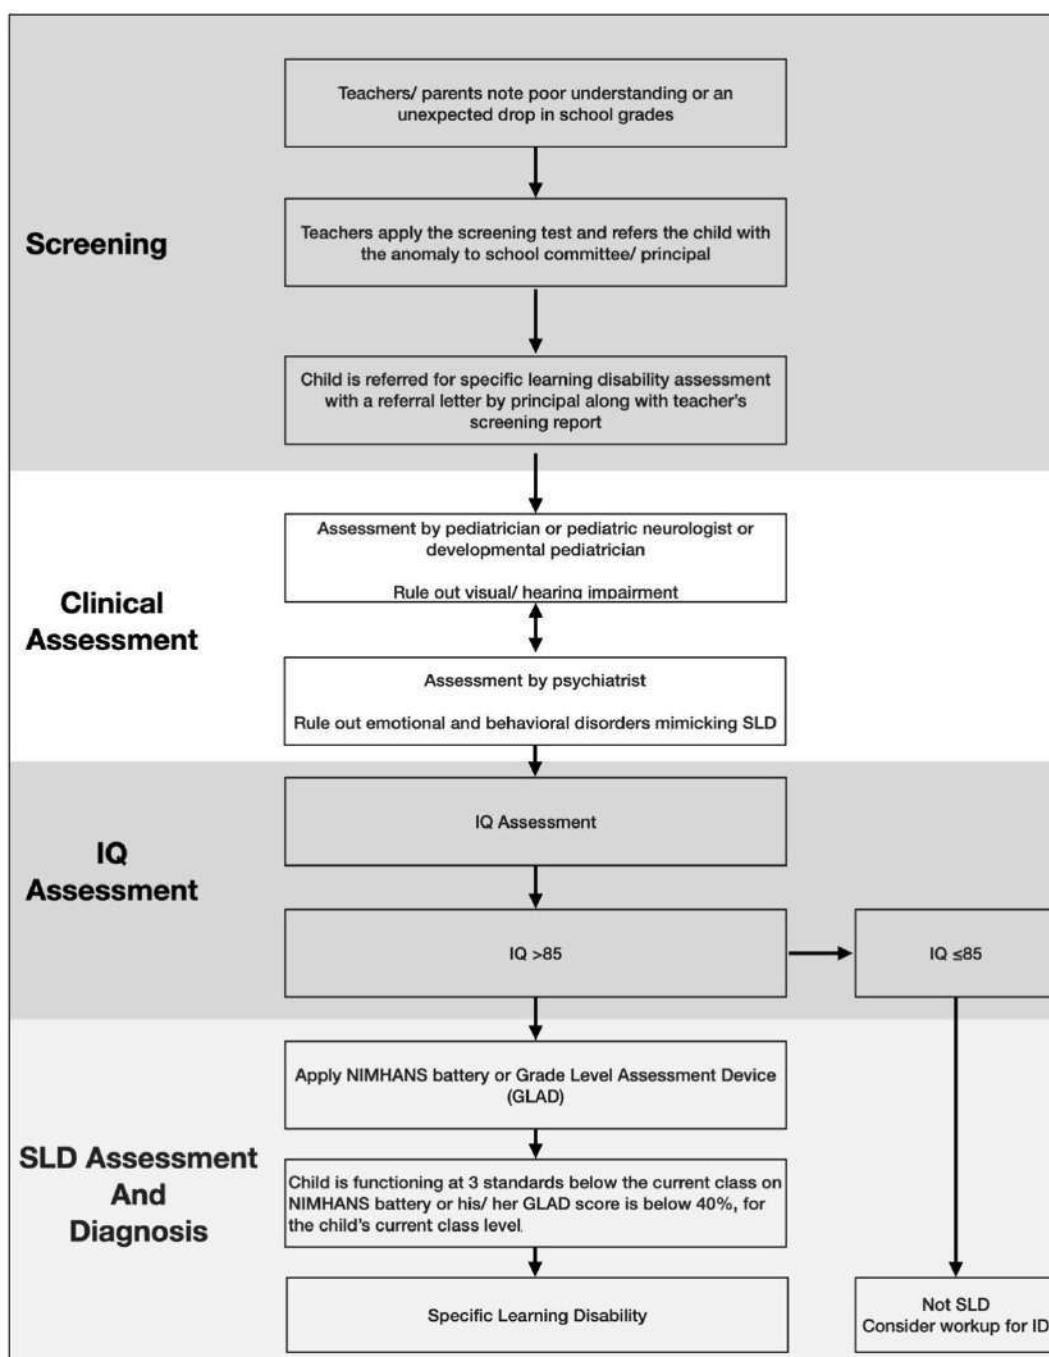 Teachers/ parents note poor understanding or an
unexpected drop in school grades
Screening
Teachers apply the screening test and refers the child with
the anomaly to school committee/ principal
Child is referred for specific learning disability assessment
with a referral letter by principal along with teacher's
screening report
Clinical
Assessment
Assessment by pediatrician or pediatric neurologist or
developmental pediatrician
Rule out visual/ hearing impairment
Assessment by psychiatrist
Rule out emotional and behavioral disorders mimicking SLD
IQ
Assessment
IQ Assessment
IQ >85
IQ ≤85
SLD Assessment
And
Diagnosis
Apply NIMHANS battery or Grade Level Assessment Device
(GLAD)
Child is functioning at 3 standards below the current class on
NIMHANS battery or his/ her GLAD score is below 40%, for
the child's current class level.
Specific Learning Disability
Not SLD
Consider workup for ID